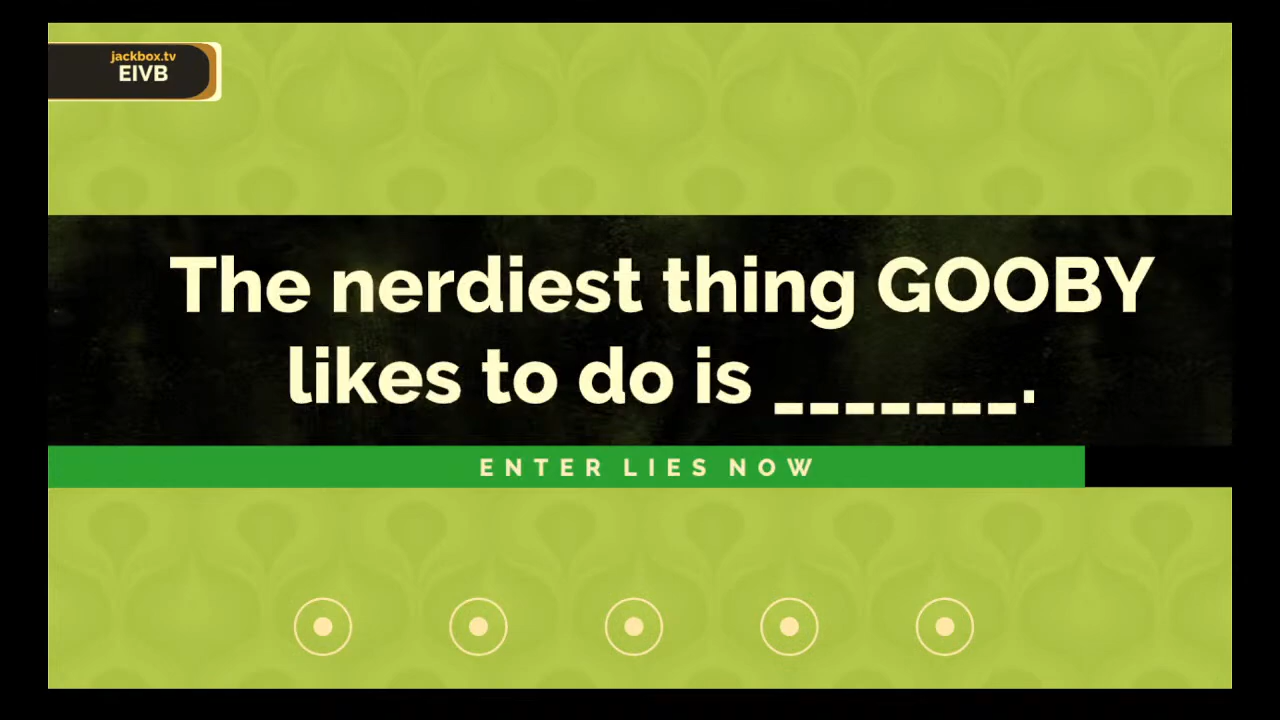 jackbox.tv
EIVB
The nerdiest thing GOOBY
likes to do is _______.
ENTER LIES NOW